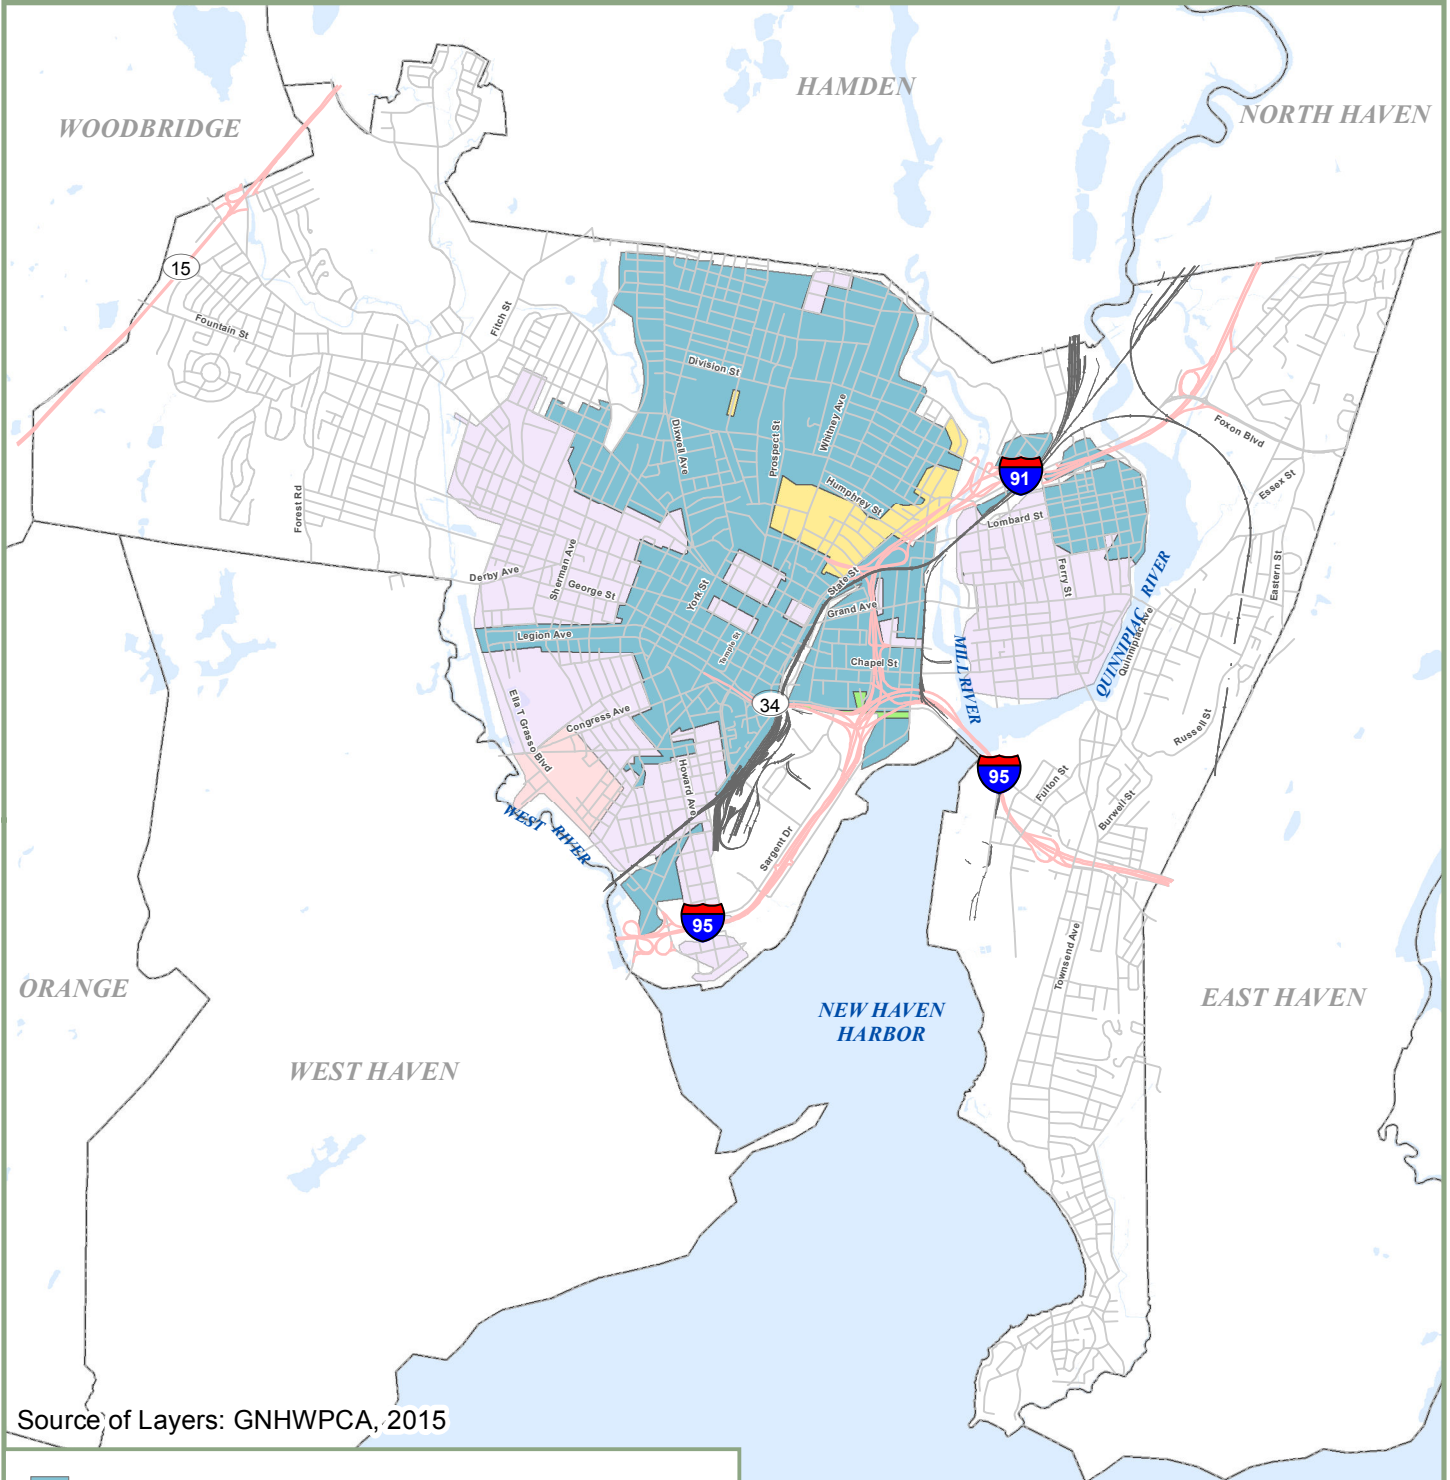 HAMDEN
NORTH HAVEN
WOODBRIDGE
15
Fountain St
Fitch St
Division St
Dixwell Ave
Prospect St
Whitney Ave
Humphrey St
Foxon Blvd
91
Essex St
Forest Rd
Lombard St
Derby Ave
Sherman Ave
George St
York St
State St
Grand Ave
Ferry St
Eastern St
QUINNIPIAC RIVER
Quinnipiac Ave
Legion Ave
Temple St
Chapel St
MILL RIVER
Ella T Grasso Blvd
Congress Ave
34
Russell St
Howard Ave
95
Fulton St
Burwell St
WEST RIVER
Sargent Dr
95
Townsend Ave
ORANGE
EAST HAVEN
NEW HAVEN
HARBOR
WEST HAVEN
Source of Layers: GNHWPCA, 2015